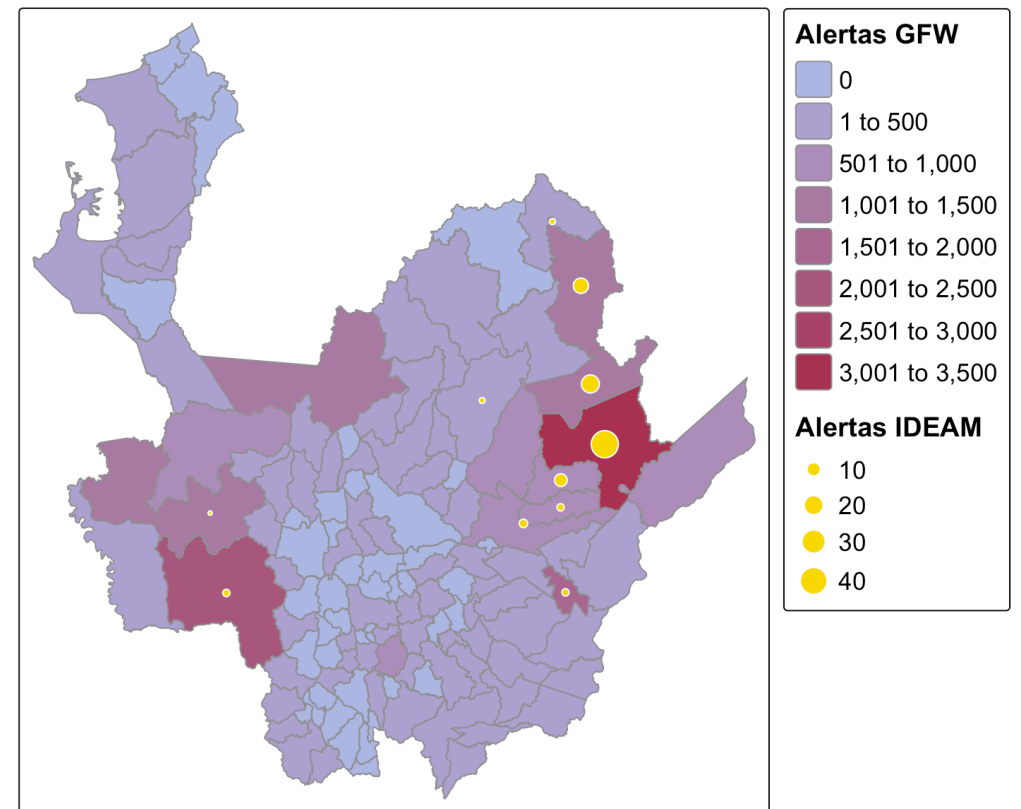 Alertas GFW
0
1 to 500
501 to 1,000
1,001 to 1,500
1,501 to 2,000
2,001 to 2,500
2,501 to 3,000
3,001 to 3,500
Alertas IDEAM
10
20
30
40